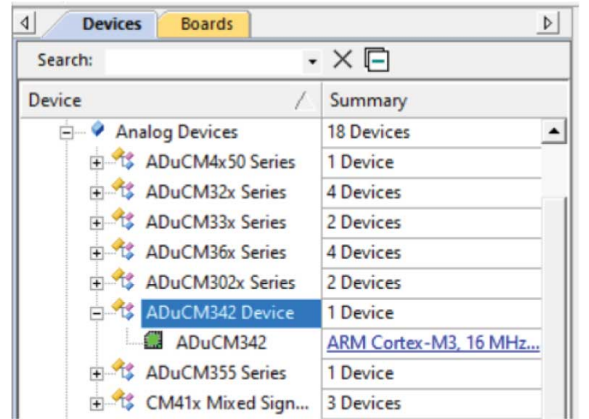 Devices Boards
Search:
Device Summary
Analog Devices 18 Devices
ADuCM4x50 Series 1 Device
ADuCM32x Series 4 Devices
ADuCM33x Series 2 Devices
ADuCM36x Series 4 Devices
ADuCM302x Series 2 Devices
ADuCM342 Device 1 Device
ADuCM342 ARM Cortex-M3, 16 MHz...
ADuCM355 Series 1 Device
CM41x Mixed Sign... 3 Devices